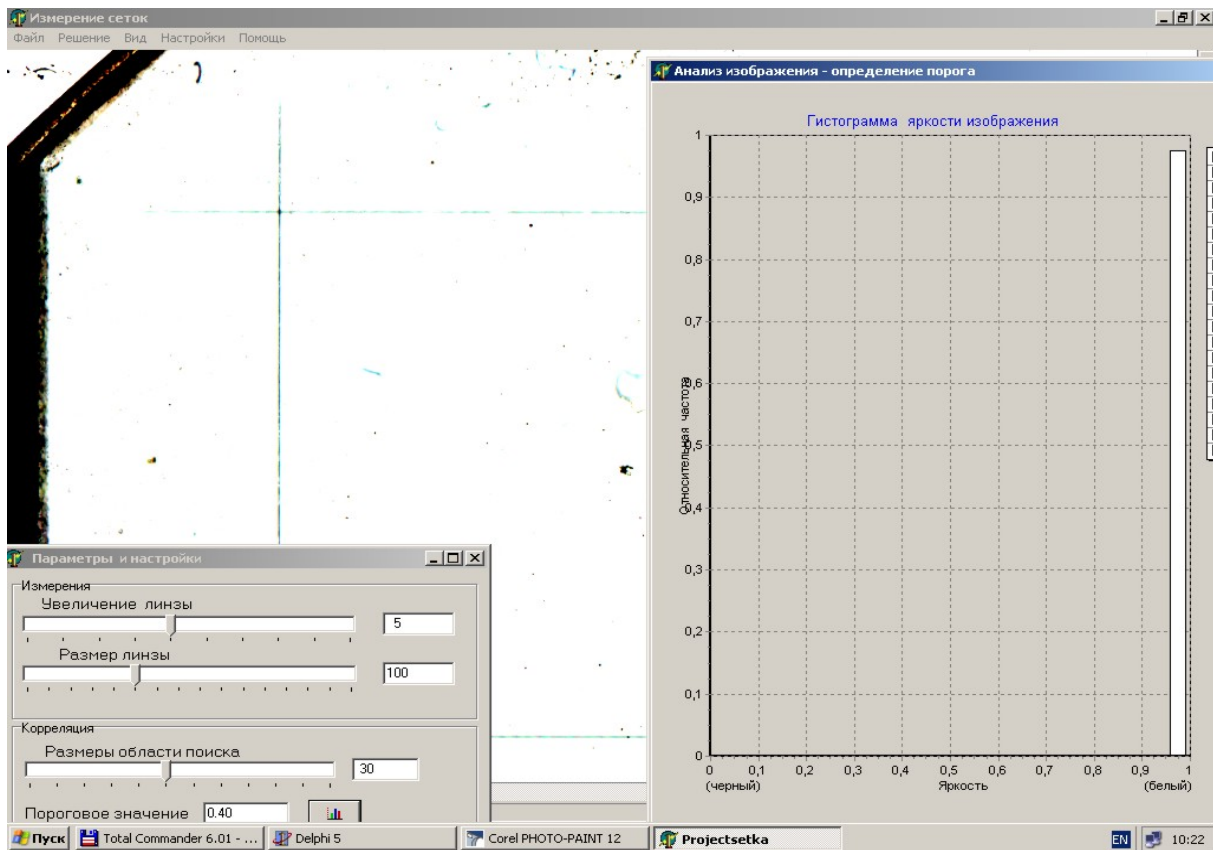 Измерение сеток
Файл Решение Вид Настройки Помощь
Анализ изображения - определение порога
Гистограмма яркости изображения
1
0,9
0,8
0,7
0,6
0,5
0,4
0,3
0,2
0,1
0
Относительная частота
0 0,1 0,2 0,3 0,4 0,5 0,6 0,7 0,8 0,9 1
(черный) Яркость (белый)
Параметры и настройки
Измерения
Увеличение линзы
5
Размер линзы
100
Корреляция
Размеры области поиска
30
Пороговое значение 0.40
Пуск Total Commander 6.01 - ... Delphi 5 Corel PHOTO-PAINT 12 Projectsetka EN 10:22